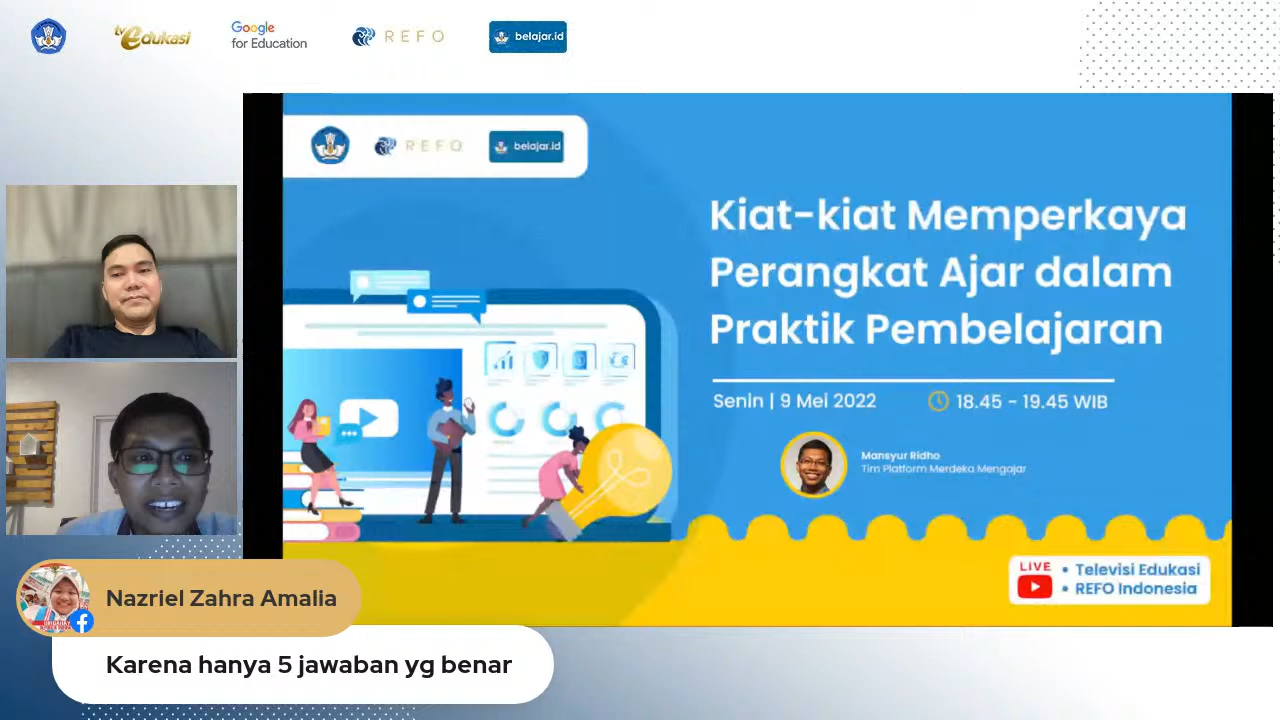 tv Edukasi
Google
for Education
REFO
belajar.id
REFO
belajar.id
Kiat-kiat Memperkaya
Perangkat Ajar dalam
Praktik Pembelajaran
Senin | 9 Mei 2022
18.45 - 19.45 WIB
Mansyur Ridho
Tim Platform Merdeka Mengajar
LIVE
• Televisi Edukasi
• REFO Indonesia
Nazriel Zahra Amalia
Karena hanya 5 jawaban yg benar